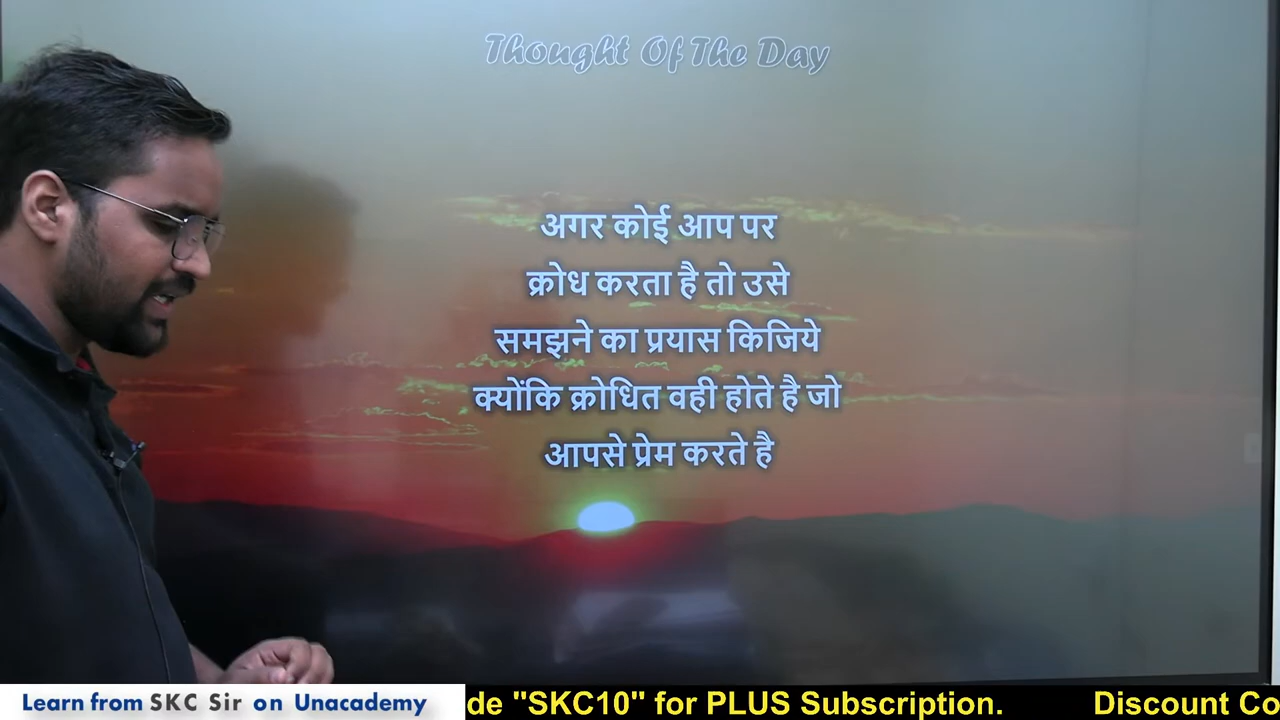 Thought Of The Day
अगर कोई आप पर
क्रोध करता है तो उसे
समझने का प्रयास किजिये
क्योंकि क्रोधित वही होते है जो
आपसे प्रेम करते है
Learn from SKC Sir on Unacademy
de "SKC10" for PLUS Subscription. Discount Co